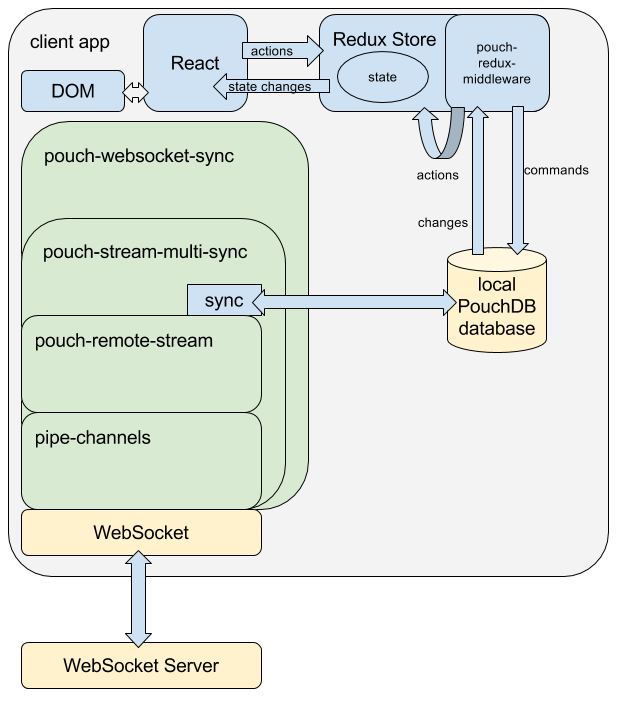 client app
React
DOM
actions
state changes
Redux Store
state
pouch-
redux-
middleware
actions
changes
commands
pouch-websocket-sync
pouch-stream-multi-sync
sync
local
PouchDB
database
pouch-remote-stream
pipe-channels
WebSocket
WebSocket Server